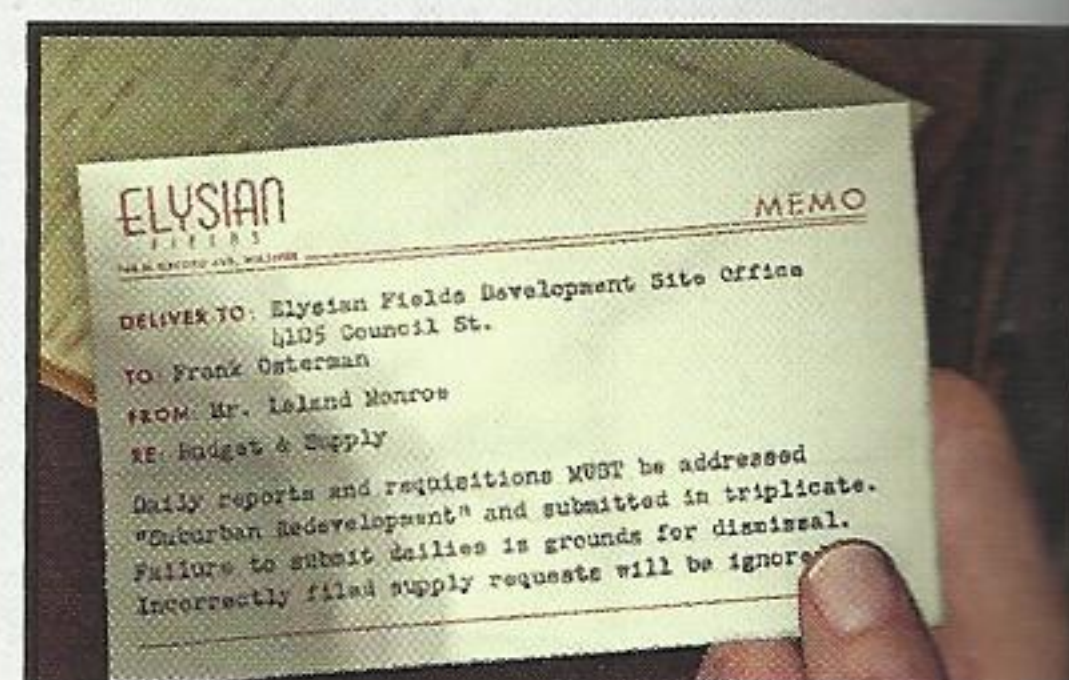 ELYSIAN
FIELDS
MEMO
DELIVER TO: Elysian Fields Development Site Office
4105 Council St.
TO: Frank Osterman
FROM: Mr. Leland Monroe
RE: Budget & Supply
Daily reports and requisitions MUST be addressed
"Suburban Redevelopment" and submitted in triplicate.
Failure to submit dailies is grounds for dismissal.
Incorrectly filed supply requests will be ignore